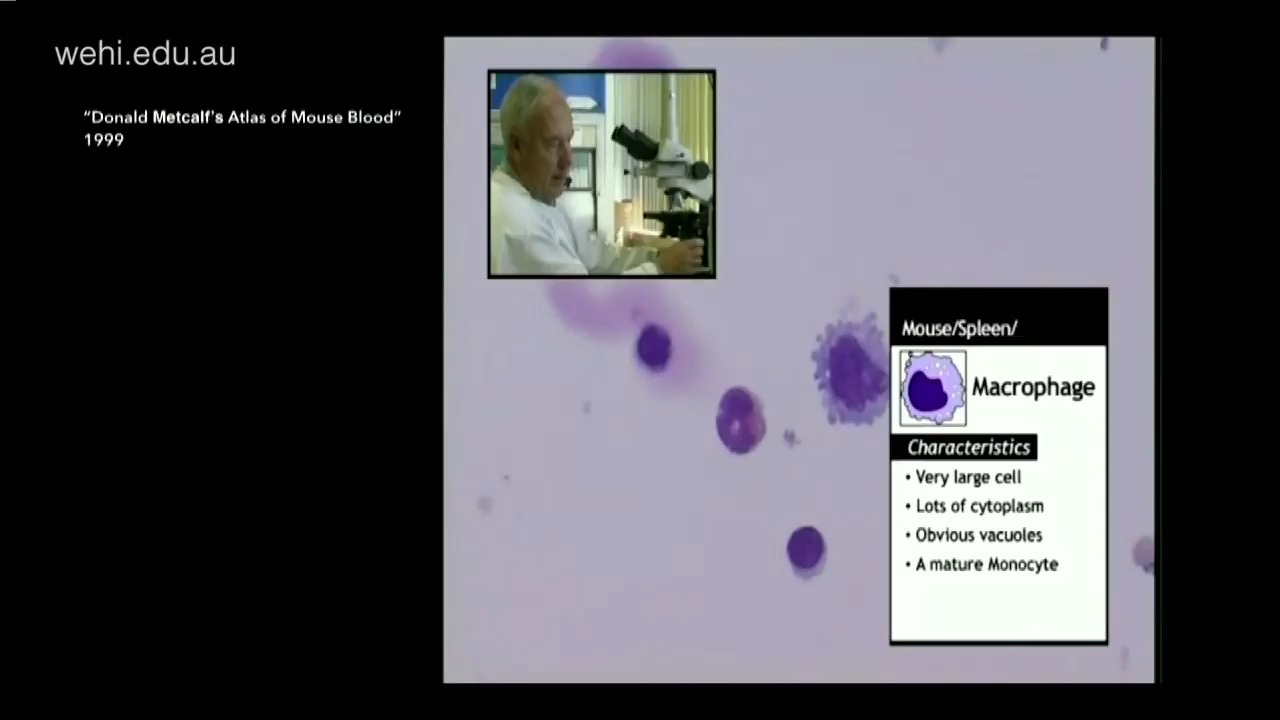 wehi.edu.au
“Donald Metcalf’s Atlas of Mouse Blood”
1999
Mouse/Spleen/
Macrophage
Characteristics
• Very large cell
• Lots of cytoplasm
• Obvious vacuoles
• A mature Monocyte